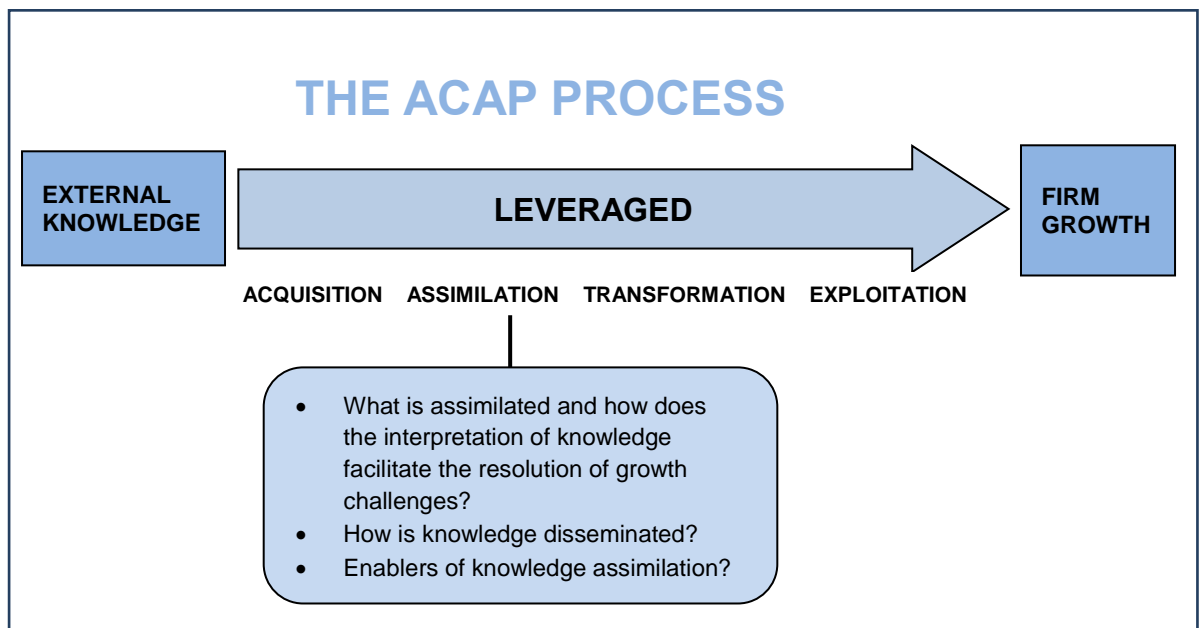 THE ACAP PROCESS
EXTERNAL
KNOWLEDGE
LEVERAGED
FIRM
GROWTH
ACQUISITION ASSIMILATION TRANSFORMATION EXPLOITATION
• What is assimilated and how does
the interpretation of knowledge
facilitate the resolution of growth
challenges?
• How is knowledge disseminated?
• Enablers of knowledge assimilation?